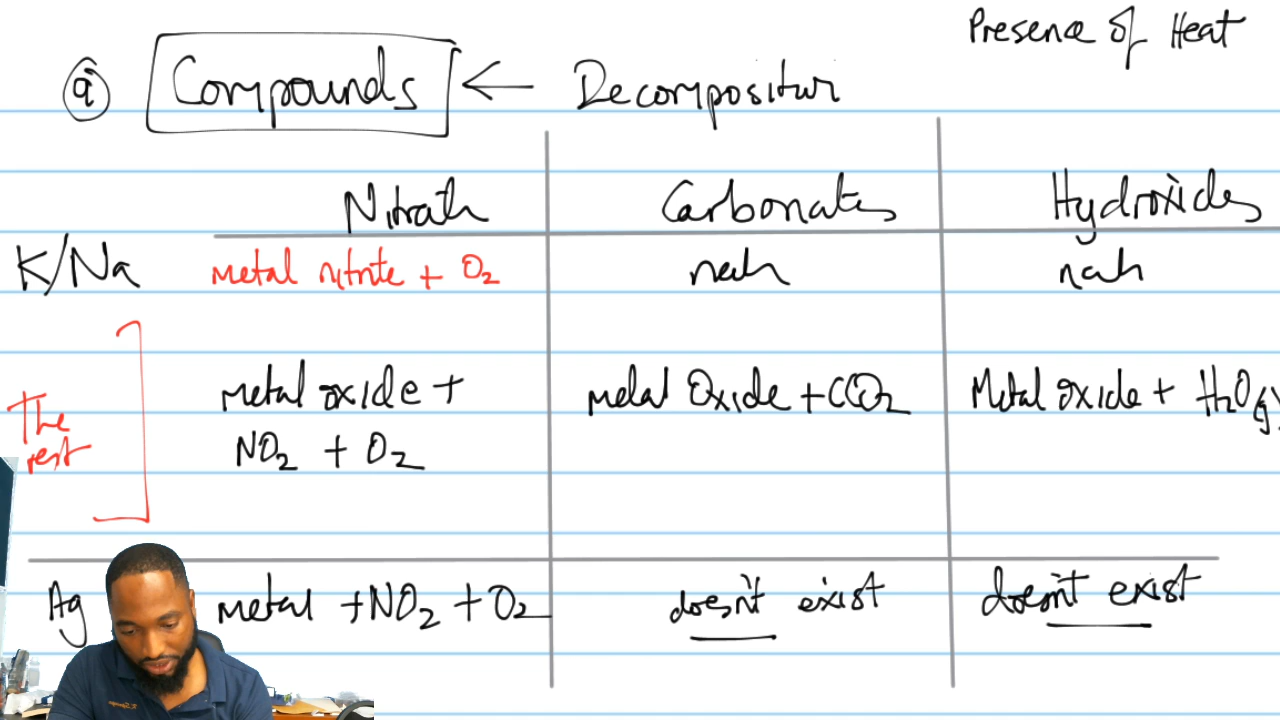 Presence of Heat
a Compounds ← Decomposition
Nitrate Carbonates Hydroxides
K/Na metal nitrite + O2 nah nah
The rest
metal oxide + metal Oxide + CO2 Metal oxide + H2O(g)
NO2 + O2
Ag metal + NO2 + O2 doesn't exist doesn't exist